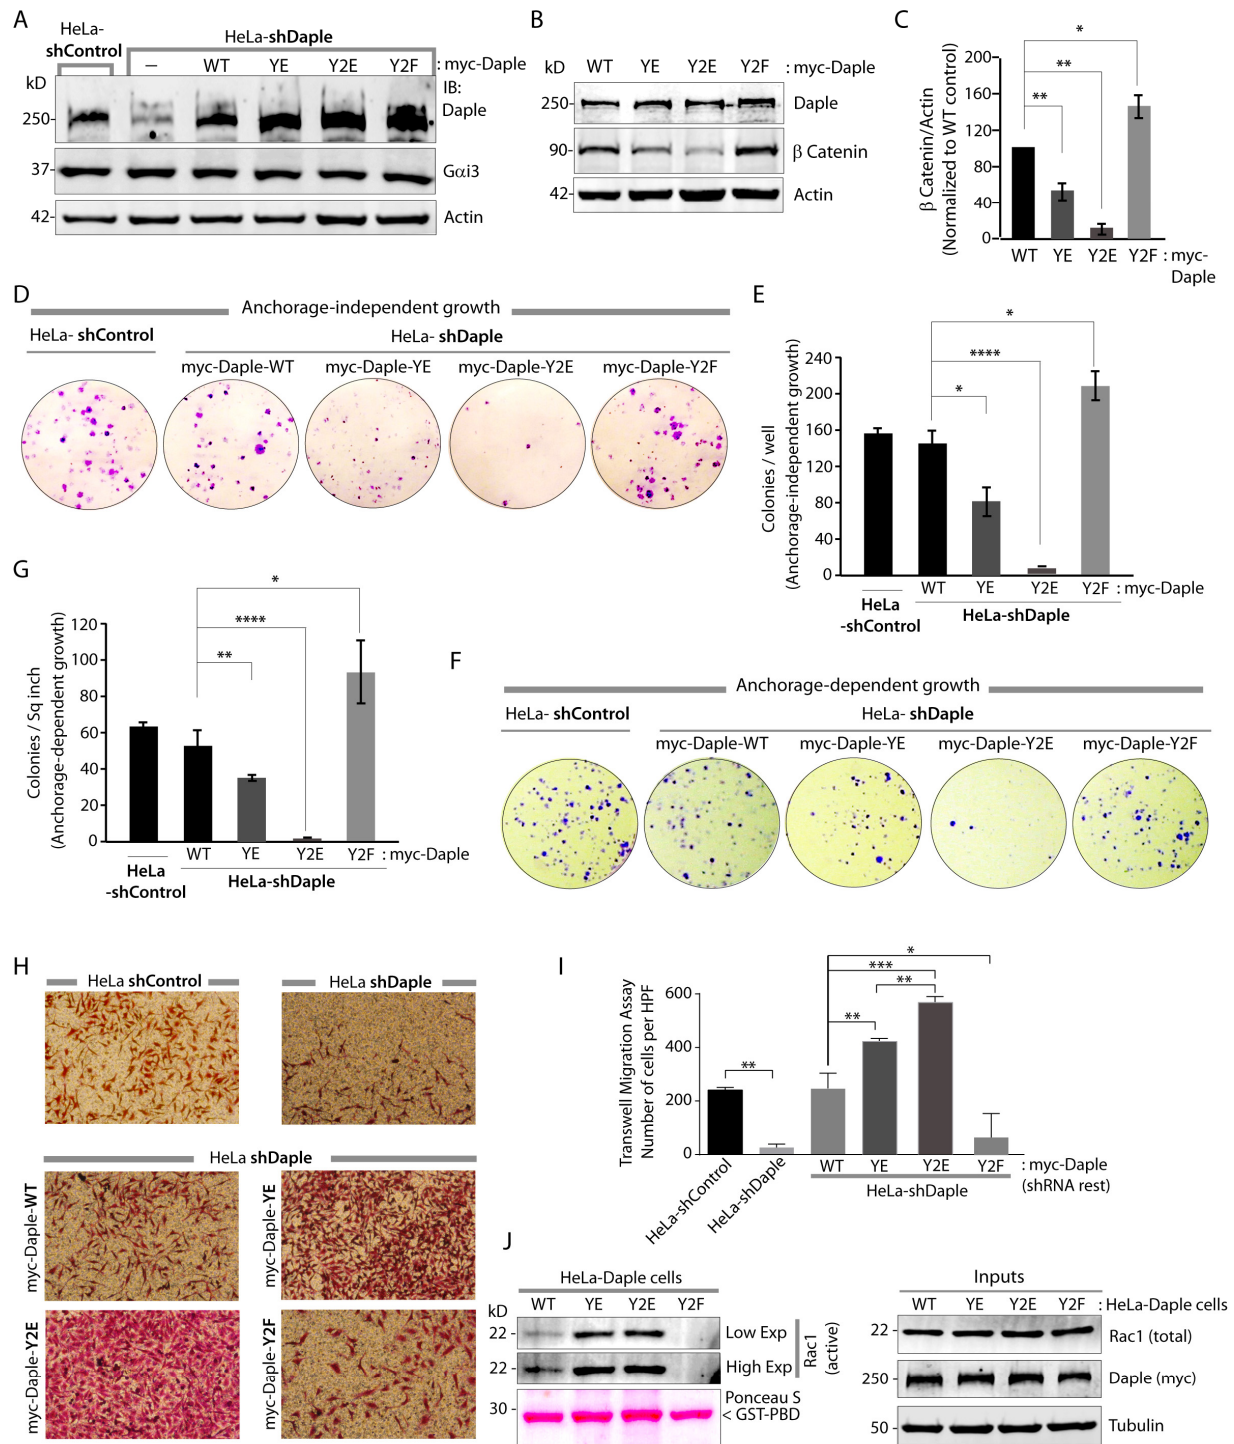 A
HeLa-
shControl
HeLa-shDaple
– WT YE Y2E Y2F : myc-Daple
kD
IB:
Daple
250
37
Gαi3
42
Actin
B
kD WT YE Y2E Y2F : myc-Daple
250 Daple
90 β Catenin
42 Actin
C
β Catenin/Actin
(Normalized to WT control)
200
160
120
80
40
0
*
**
**
WT YE Y2E Y2F : myc-
Daple
D
Anchorage-independent growth
HeLa- shControl
HeLa- shDaple
myc-Daple-WT myc-Daple-YE myc-Daple-Y2E myc-Daple-Y2F
E
Colonies / well
(Anchorage-independent growth)
240
200
160
120
80
40
0
*
****
*
WT YE Y2E Y2F : myc-Daple
HeLa
-shControl
HeLa-shDaple
G
Colonies / Sq inch
(Anchorage-dependent growth)
120
100
80
60
40
20
0
*
****
**
WT YE Y2E Y2F : myc-Daple
HeLa
-shControl
HeLa-shDaple
F
Anchorage-dependent growth
HeLa- shControl
HeLa- shDaple
myc-Daple-WT myc-Daple-YE myc-Daple-Y2E myc-Daple-Y2F
H
HeLa shControl
HeLa shDaple
HeLa shDaple
myc-Daple-WT
myc-Daple-YE
myc-Daple-Y2E
myc-Daple-Y2F
I
Transwell Migration Assay
Number of cells per HPF
600
400
200
0
*
***
**
**
**
HeLa-shControl
HeLa-shDaple
WT YE Y2E Y2F : myc-Daple
(shRNA rest)
HeLa-shDaple
J
HeLa-Daple cells
kD WT YE Y2E Y2F
22 Low Exp
22 High Exp
Rac1
(active)
30 Ponceau S
< GST-PBD
Inputs
WT YE Y2E Y2F : HeLa-Daple cells
22 Rac1 (total)
250 Daple (myc)
50 Tubulin